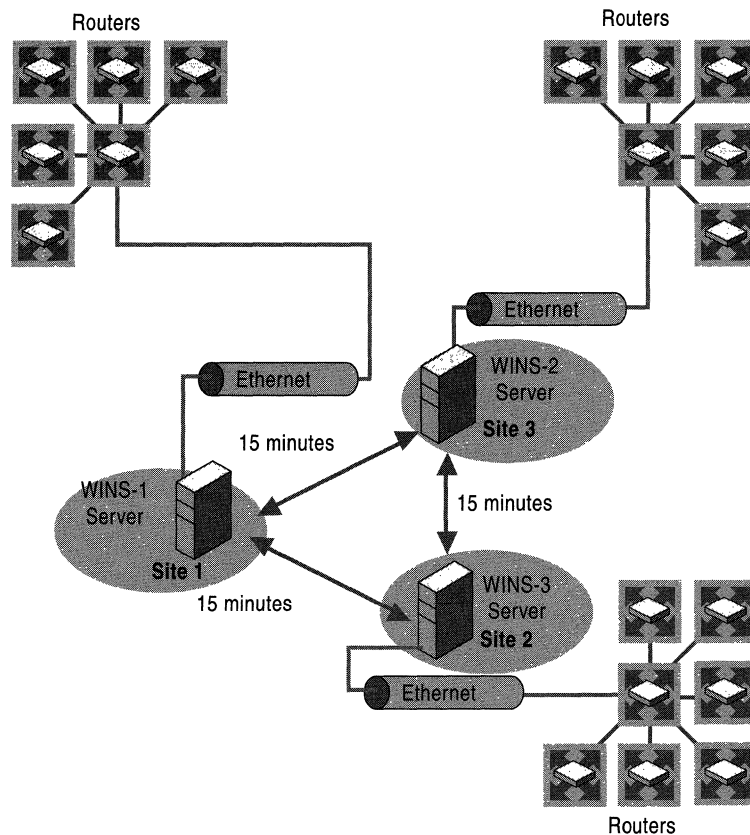 Routers
Routers
Ethernet
Ethernet
WINS-2
Server
Site 3
15 minutes
WINS-1
Server
Site 1
15 minutes
15 minutes
WINS-3
Server
Site 2
Ethernet
Routers